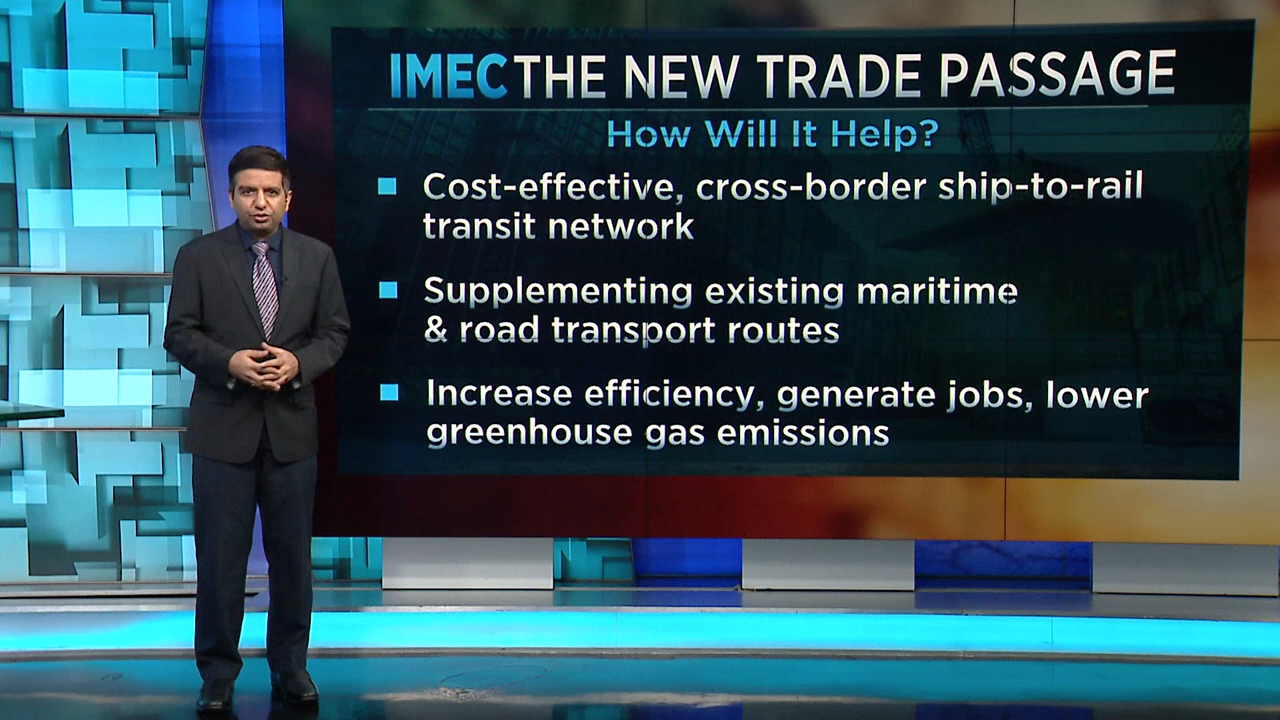 IMEC THE NEW TRADE PASSAGE
How Will It Help?
Cost-effective, cross-border ship-to-rail
transit network
Supplementing existing maritime
& road transport routes
Increase efficiency, generate jobs, lower
greenhouse gas emissions